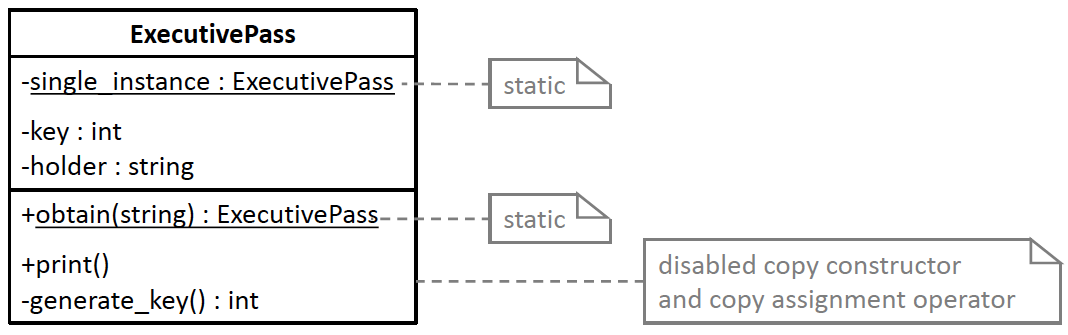 ExecutivePass
-single_instance : ExecutivePass
static
-key : int
-holder : string
+obtain(string) : ExecutivePass
static
+print()
-generate_key() : int
disabled copy constructor
and copy assignment operator